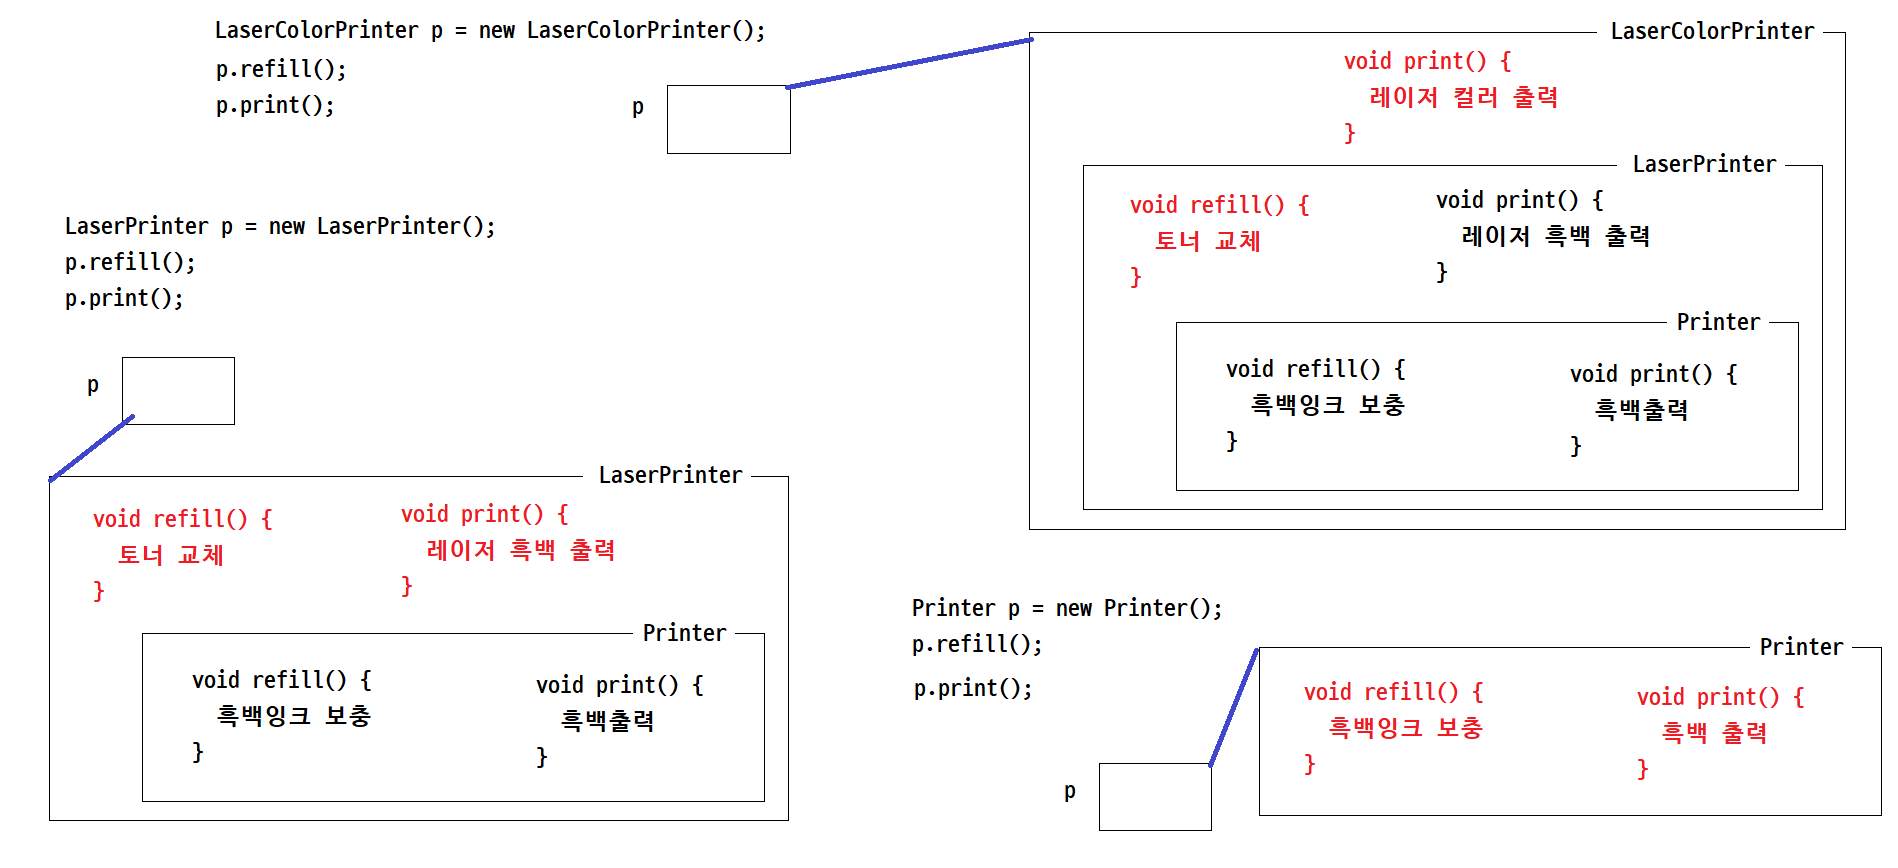 LaserColorPrinter p = new LaserColorPrinter();
p.refill();
p.print();
p
LaserColorPrinter
void print() {
레이저 컬러 출력
}
LaserPrinter
void refill() {
토너 교체
}
void print() {
레이저 흑백 출력
}
Printer
void refill() {
흑백잉크 보충
}
void print() {
흑백출력
}
LaserPrinter p = new LaserPrinter();
p.refill();
p.print();
p
LaserPrinter
void refill() {
토너 교체
}
void print() {
레이저 흑백 출력
}
Printer
void refill() {
흑백잉크 보충
}
void print() {
흑백출력
}
Printer p = new Printer();
p.refill();
p.print();
p
Printer
void refill() {
흑백잉크 보충
}
void print() {
흑백 출력
}